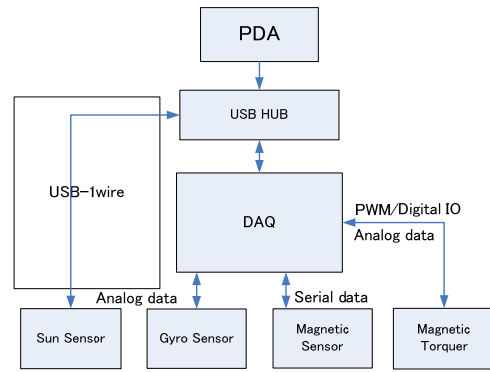 PDA
USB HUB
USB-1wire
DAQ
PWM/Digital IO
Analog data
Analog data
Serial data
Sun Sensor
Gyro Sensor
Magnetic
Sensor
Magnetic
Torquer